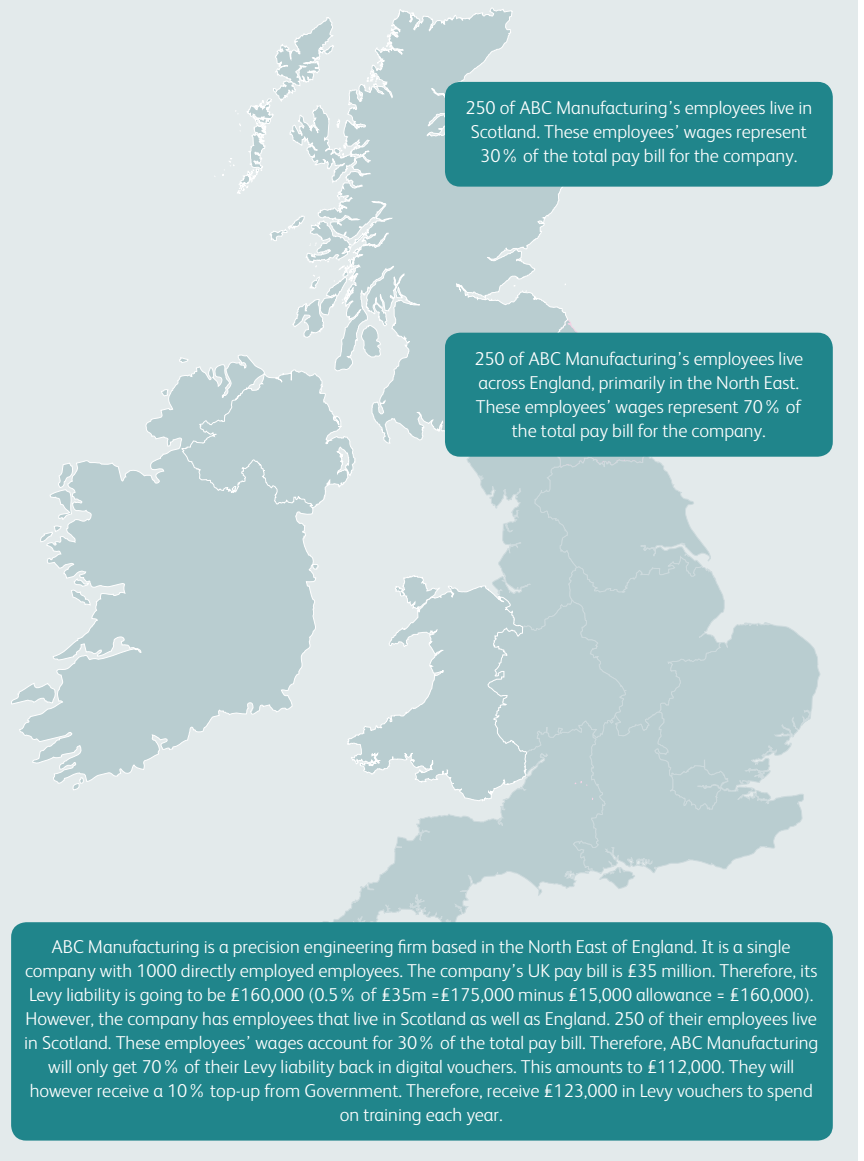 250 of ABC Manufacturing's employees live in
Scotland. These employees' wages represent
30% of the total pay bill for the company.
250 of ABC Manufacturing's employees live
across England, primarily in the North East.
These employees' wages represent 70% of
the total pay bill for the company.
ABC Manufacturing is a precision engineering firm based in the North East of England. It is a single
company with 1000 directly employed employees. The company's UK pay bill is £35 million. Therefore, its
Levy liability is going to be £160,000 (0.5% of £35m =£175,000 minus £15,000 allowance = £160,000).
However, the company has employees that live in Scotland as well as England. 250 of their employees live
in Scotland. These employees' wages account for 30% of the total pay bill. Therefore, ABC Manufacturing
will only get 70% of their Levy liability back in digital vouchers. This amounts to £112,000. They will
however receive a 10% top-up from Government. Therefore, receive £123,000 in Levy vouchers to spend
on training each year.